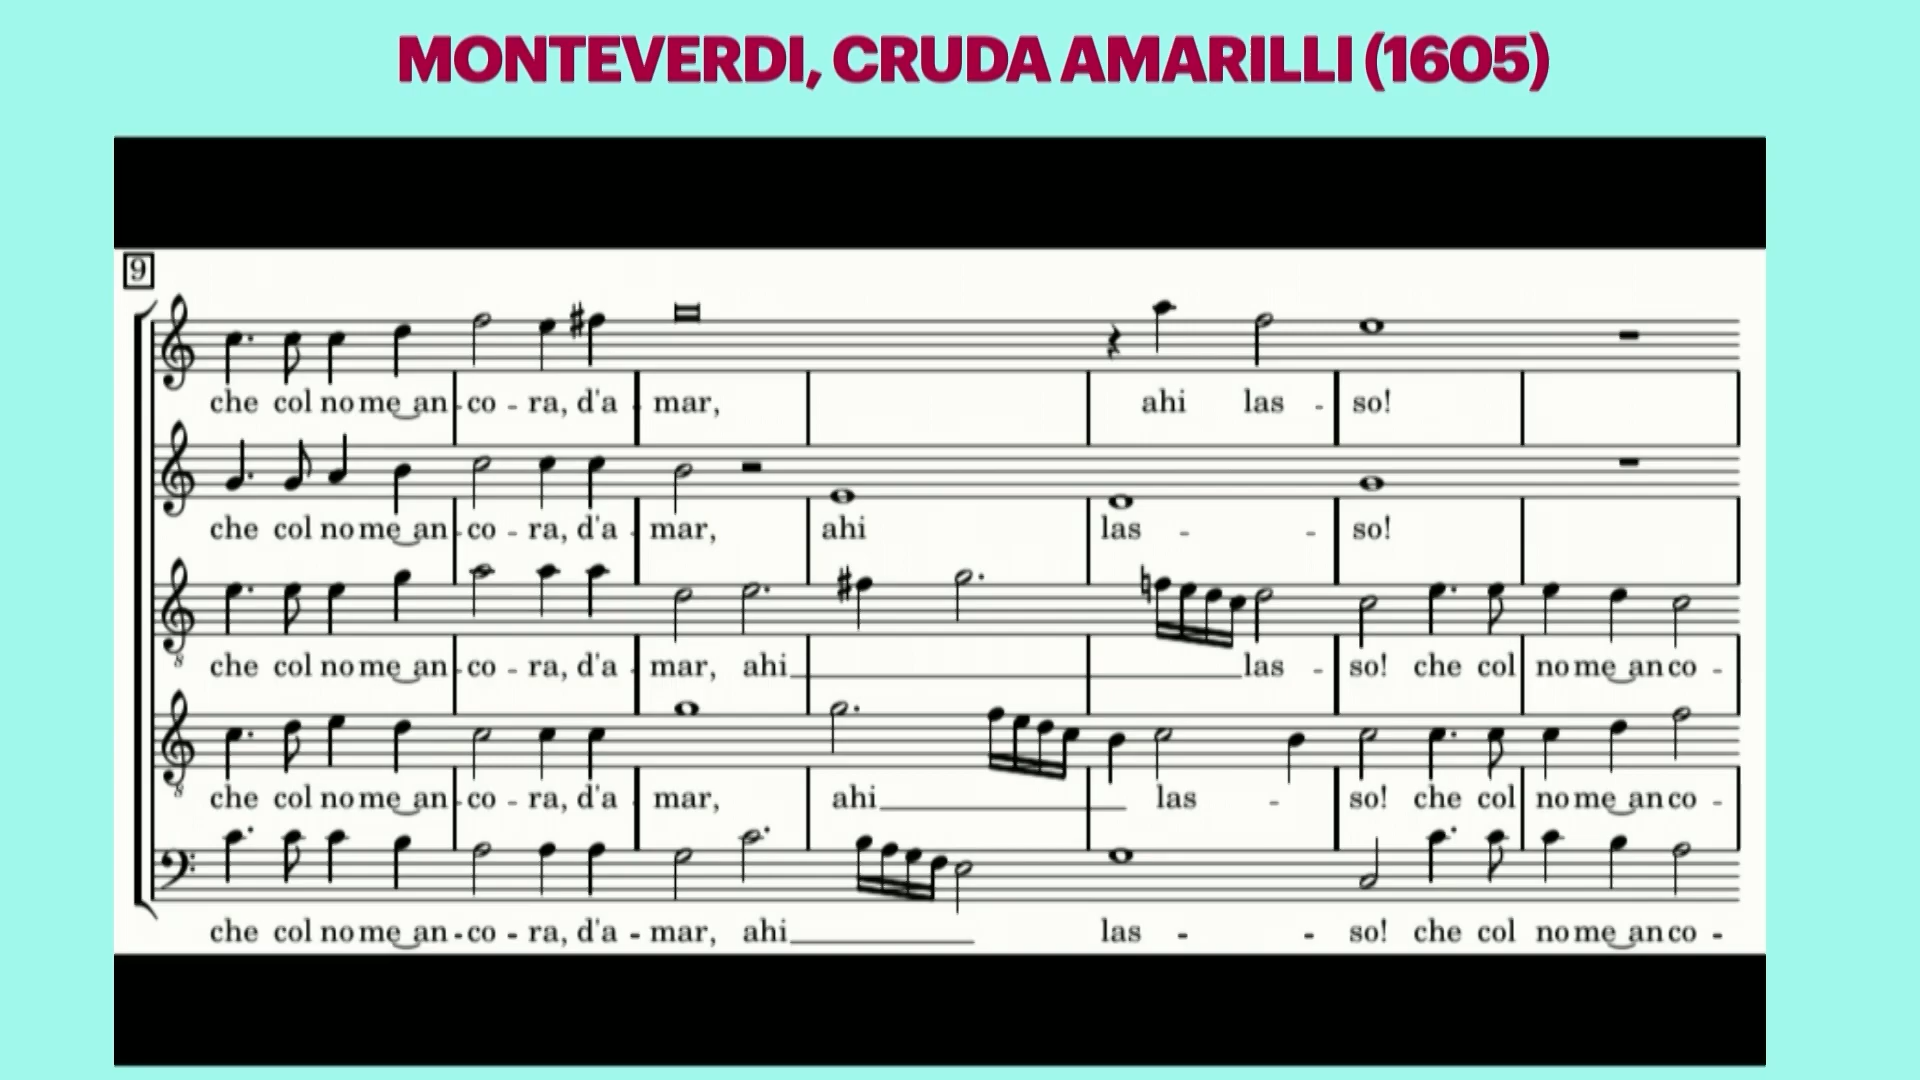 MONTEVERDI, CRUDA AMARILLI (1605)
9
che col nome an - co - ra, d'a - mar, ahi las - so!
che col nome an - co - ra, d'a - mar, ahi las - - so!
8
che col nome an - co - ra, d'a - mar, ahi las - so! che col nome anco -
8
che col nome an - co - ra, d'a mar, ahi las - so! che col nome anco -
che col nome an - co - ra, d'a - mar, ahi las - - so! che col nome anco -